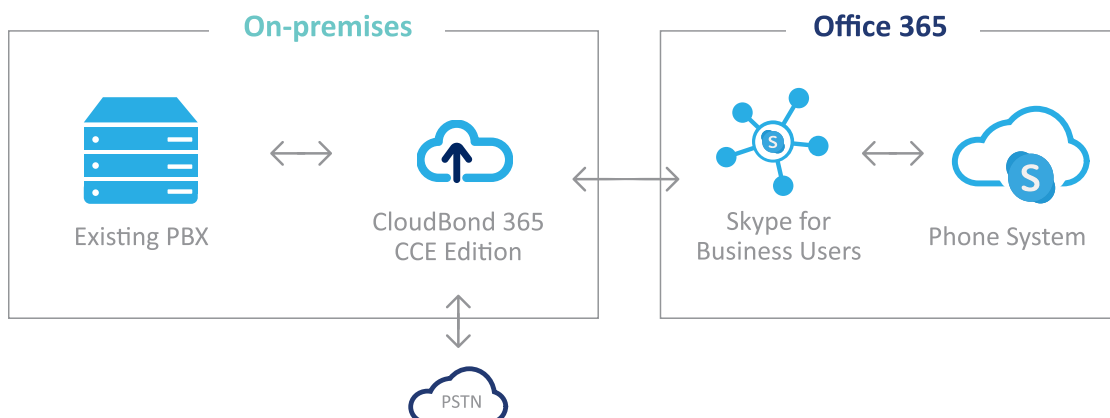 On-premises
Office 365
Existing PBX
CloudBond 365
CCE Edition
Skype for
Business Users
Phone System
S
S
PSTN